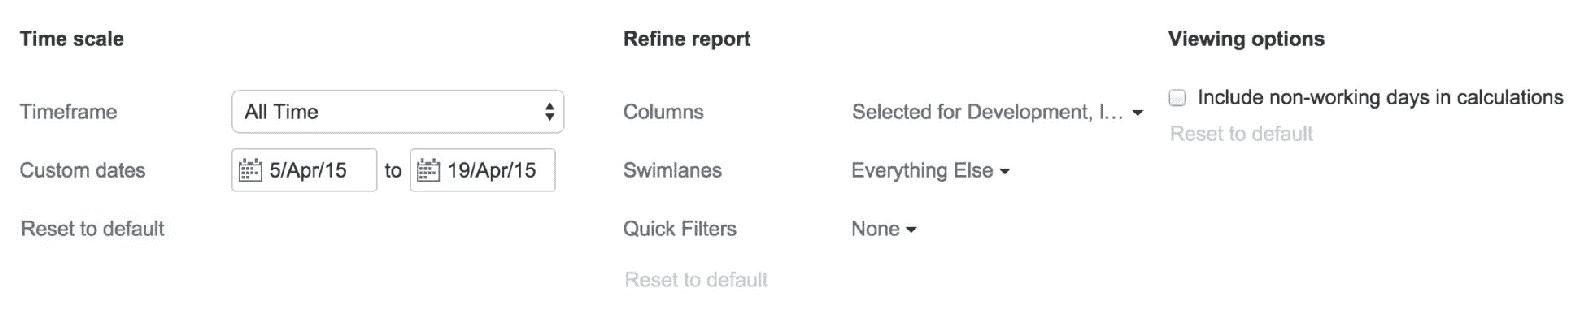 Time scale
Timeframe All Time
Custom dates 5/Apr/15 to 19/Apr/15
Reset to default
Refine report
Columns Selected for Development, I...
Swimlanes Everything Else
Quick Filters None
Reset to default
Viewing options
Include non-working days in calculations
Reset to default